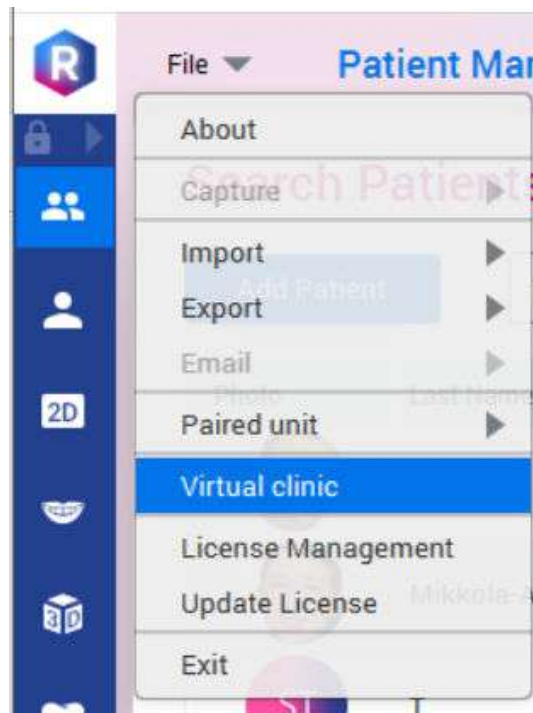 R
File
Patient Mar
About
Search Patients
Capture
Import
Add Patient
Export
Email
Photo
Last Name
2D
Paired unit
Virtual clinic
License Management
3D
Update License
Mikkola-A
Exit
ST
T